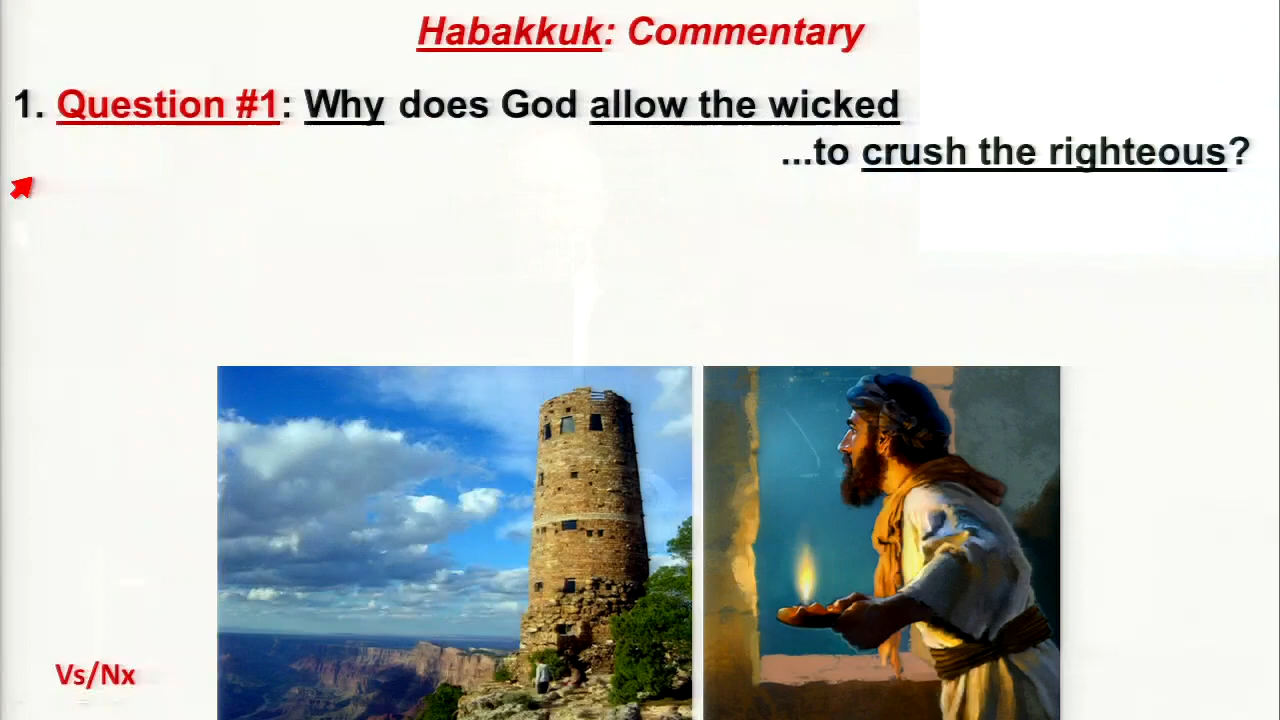 Habakkuk: Commentary
1. Question #1: Why does God allow the wicked
...to crush the righteous?
Vs/Nx